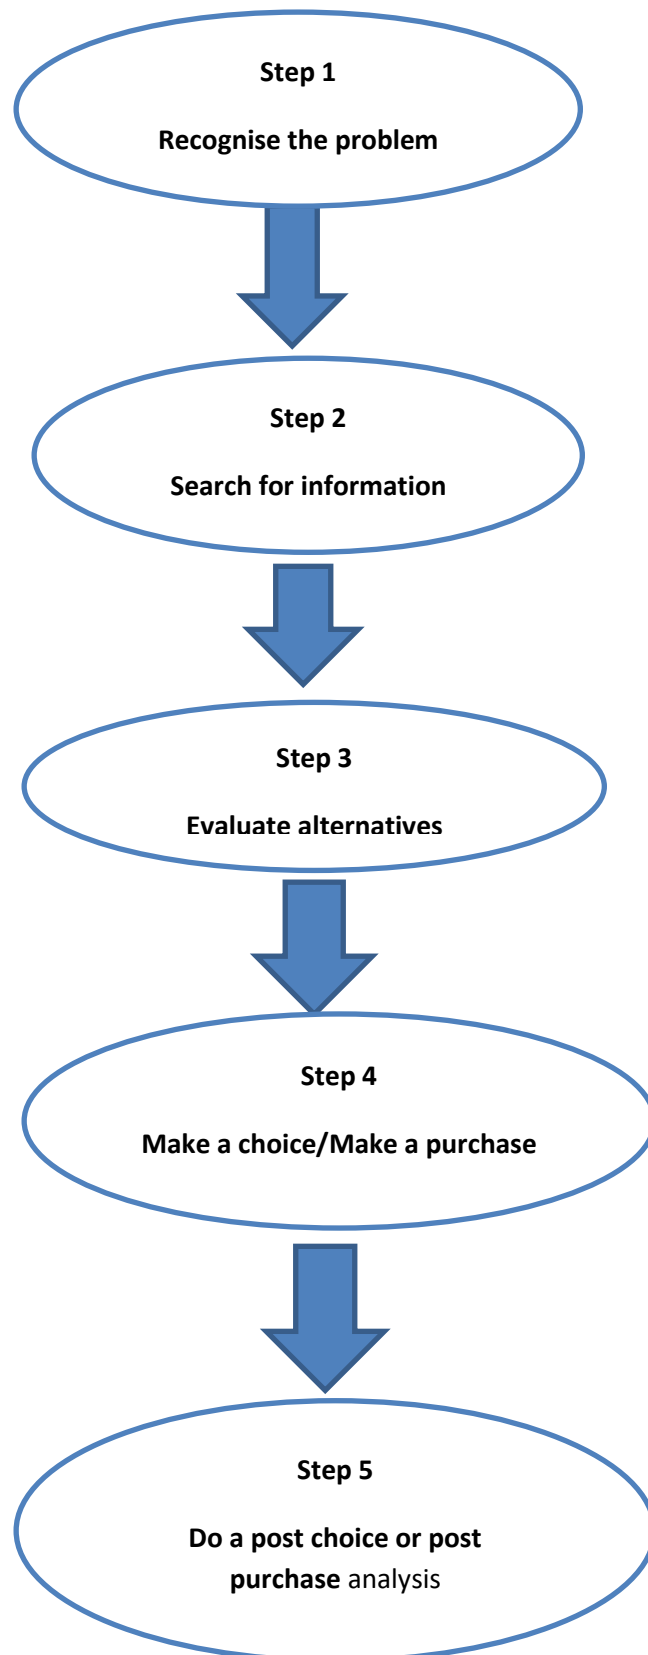 Step 1
Recognise the problem
Step 2
Search for information
Step 3
Evaluate alternatives
Step 4
Make a choice/Make a purchase
Step 5
Do a post choice or post
purchase analysis